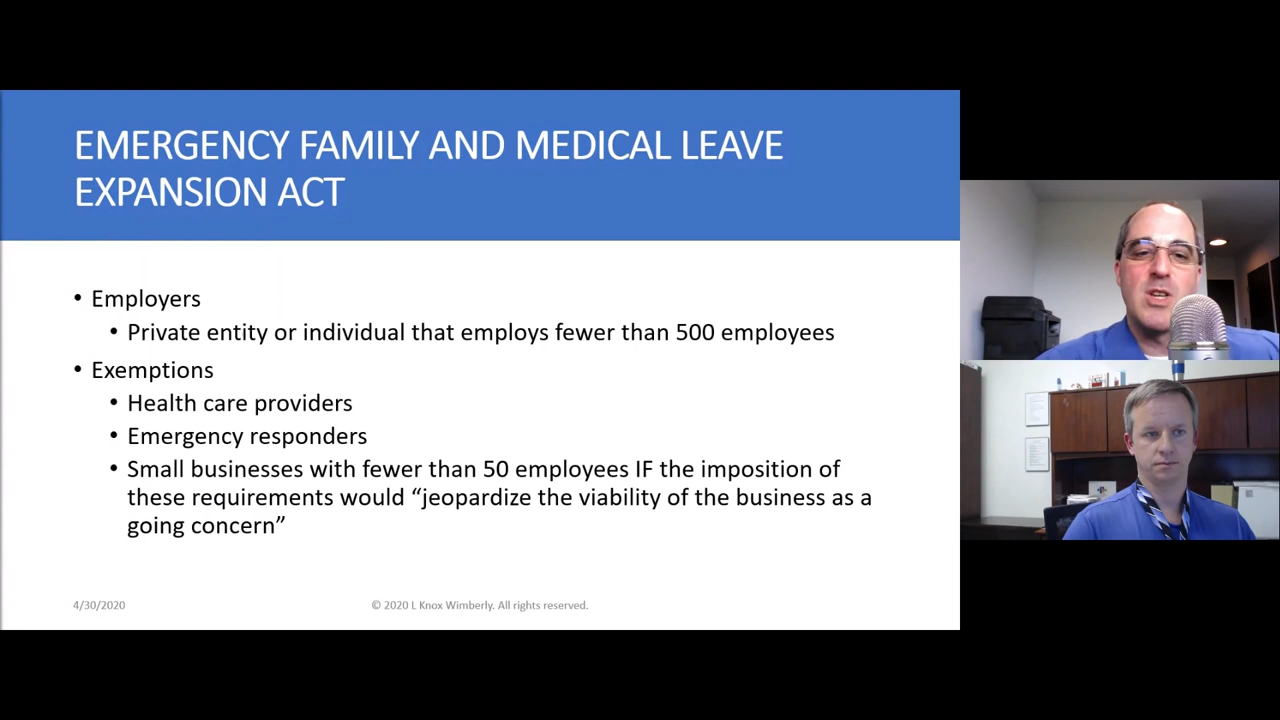 EMERGENCY FAMILY AND MEDICAL LEAVE
EXPANSION ACT
• Employers
• Private entity or individual that employs fewer than 500 employees
• Exemptions
• Health care providers
• Emergency responders
• Small businesses with fewer than 50 employees IF the imposition of
these requirements would “jeopardize the viability of the business as a
going concern”
4/30/2020
© 2020 L Knox Wimberly. All rights reserved.